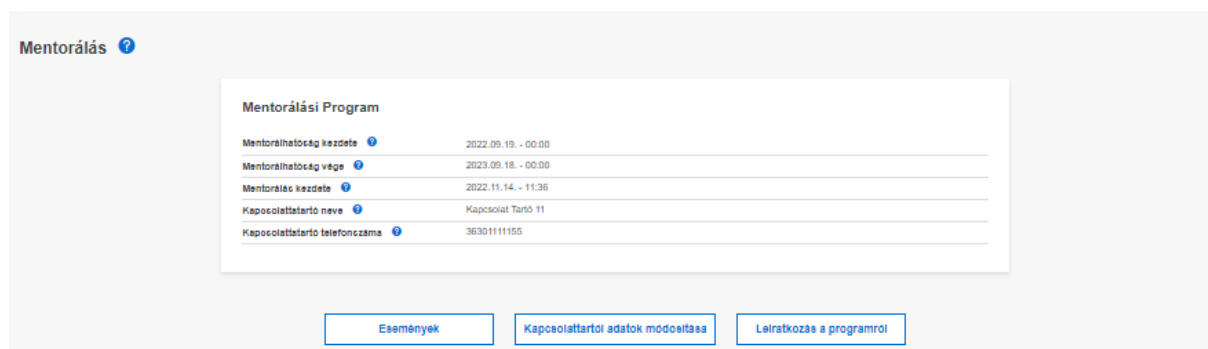 Mentorálás ?
Mentorálási Program
Mentorálhatóság kezdete ? 2022.09.19. - 00:00
Mentorálhatóság vége ? 2023.09.18. - 00:00
Mentorálás kezdete ? 2022.11.14. - 11:36
Kapcsolattartó neve ? Kapcsolat Tartó 11
Kapcsolattartó telefonszáma ? 36301111155
Események Kapcsolattartói adatok módosítása Leiratkozás a programról